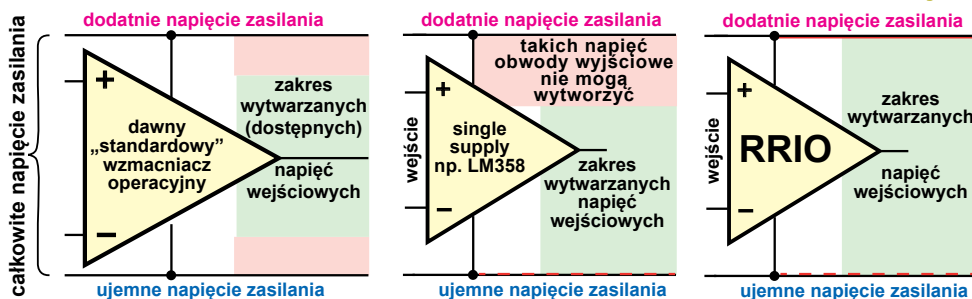 całkowite napięcie zasilania
dodatnie napięcie zasilania
+
dawny
„standardowy”
wzmacniacz
operacyjny
−
zakres
wytwarzanych
(dostępnych)
napięć
wejściowych
ujemne napięcie zasilania
dodatnie napięcie zasilania
takich napięć
obwody wyjściowe
nie mogą
wytworzyć
wejście
+
single
supply
np. LM358
−
zakres
wytwarzanych
napięć
wejściowych
ujemne napięcie zasilania
dodatnie napięcie zasilania
wejście
+
RRIO
−
zakres
wytwarzanych
napięć
wejściowych
ujemne napięcie zasilania